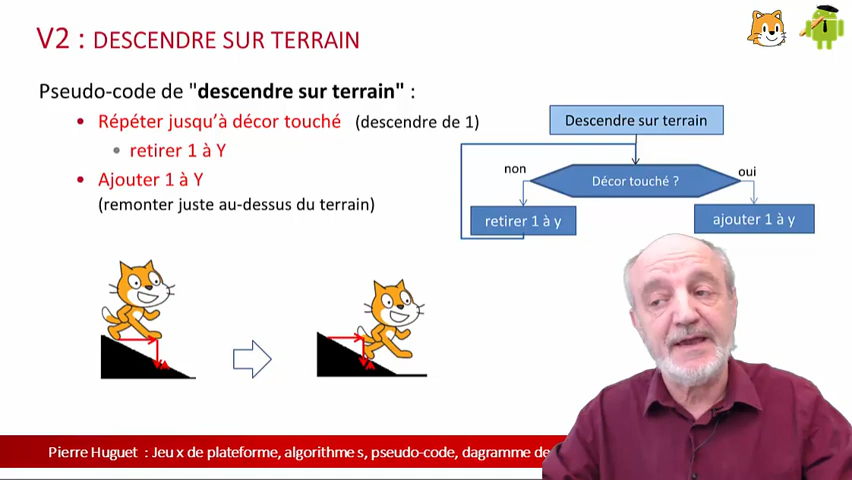 V2 : DESCENDRE SUR TERRAIN
Pseudo-code de "descendre sur terrain" :
• Répéter jusqu'à décor touché (descendre de 1)
• retirer 1 à Y
• Ajouter 1 à Y
(remonter juste au-dessus du terrain)
Descendre sur terrain
non
Décor touché ?
oui
retirer 1 à y
ajouter 1 à y
Pierre Huguet : Jeu x de plateforme, algorithme s, pseudo-code, dagramme de